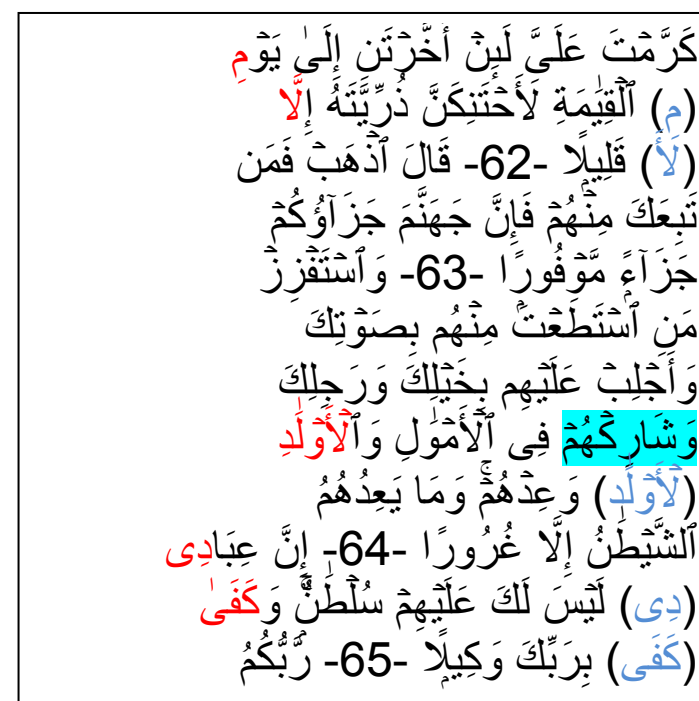 كَرَّمْتَ عَلَيَّ لَئِنْ أَخَّرْتَنِ إِلَىٰ يَوْمِ
(م) ٱلْقِيَٰمَةِ لَأَحْتَنِكَنَّ ذُرِّيَّتَهُۥ إِلَّا
(لَّأ) قَلِيلًا -62- قَالَ ٱذْهَبْ فَمَن
تَبِعَكَ مِنْهُمْ فَإِنَّ جَهَنَّمَ جَزَآؤُكُمْ
جَزَآءً مَّوْفُورًا -63- وَٱسْتَفْزِزْ
مَنِ ٱسْتَطَعْتَ مِنْهُم بِصَوْتِكَ
وَأَجْلِبْ عَلَيْهِم بِخَيْلِكَ وَرَجِلِكَ
وَشَارِكْهُمْ فِى ٱلْأَمْوَٰلِ وَٱلْأَوْلَٰدِ
(لْأَوْلَٰدِ) وَعِدْهُمْ ۚ وَمَا يَعِدُهُمُ
ٱلشَّيْطَٰنُ إِلَّا غُرُورًا -64- إِنَّ عِبَادِى
(دِى) لَيْسَ لَكَ عَلَيْهِمْ سُلْطَٰنٌ ۚ وَكَفَىٰ
(كَفَى) بِرَبِّكَ وَكِيلًا -65- رَّبُّكُمُ